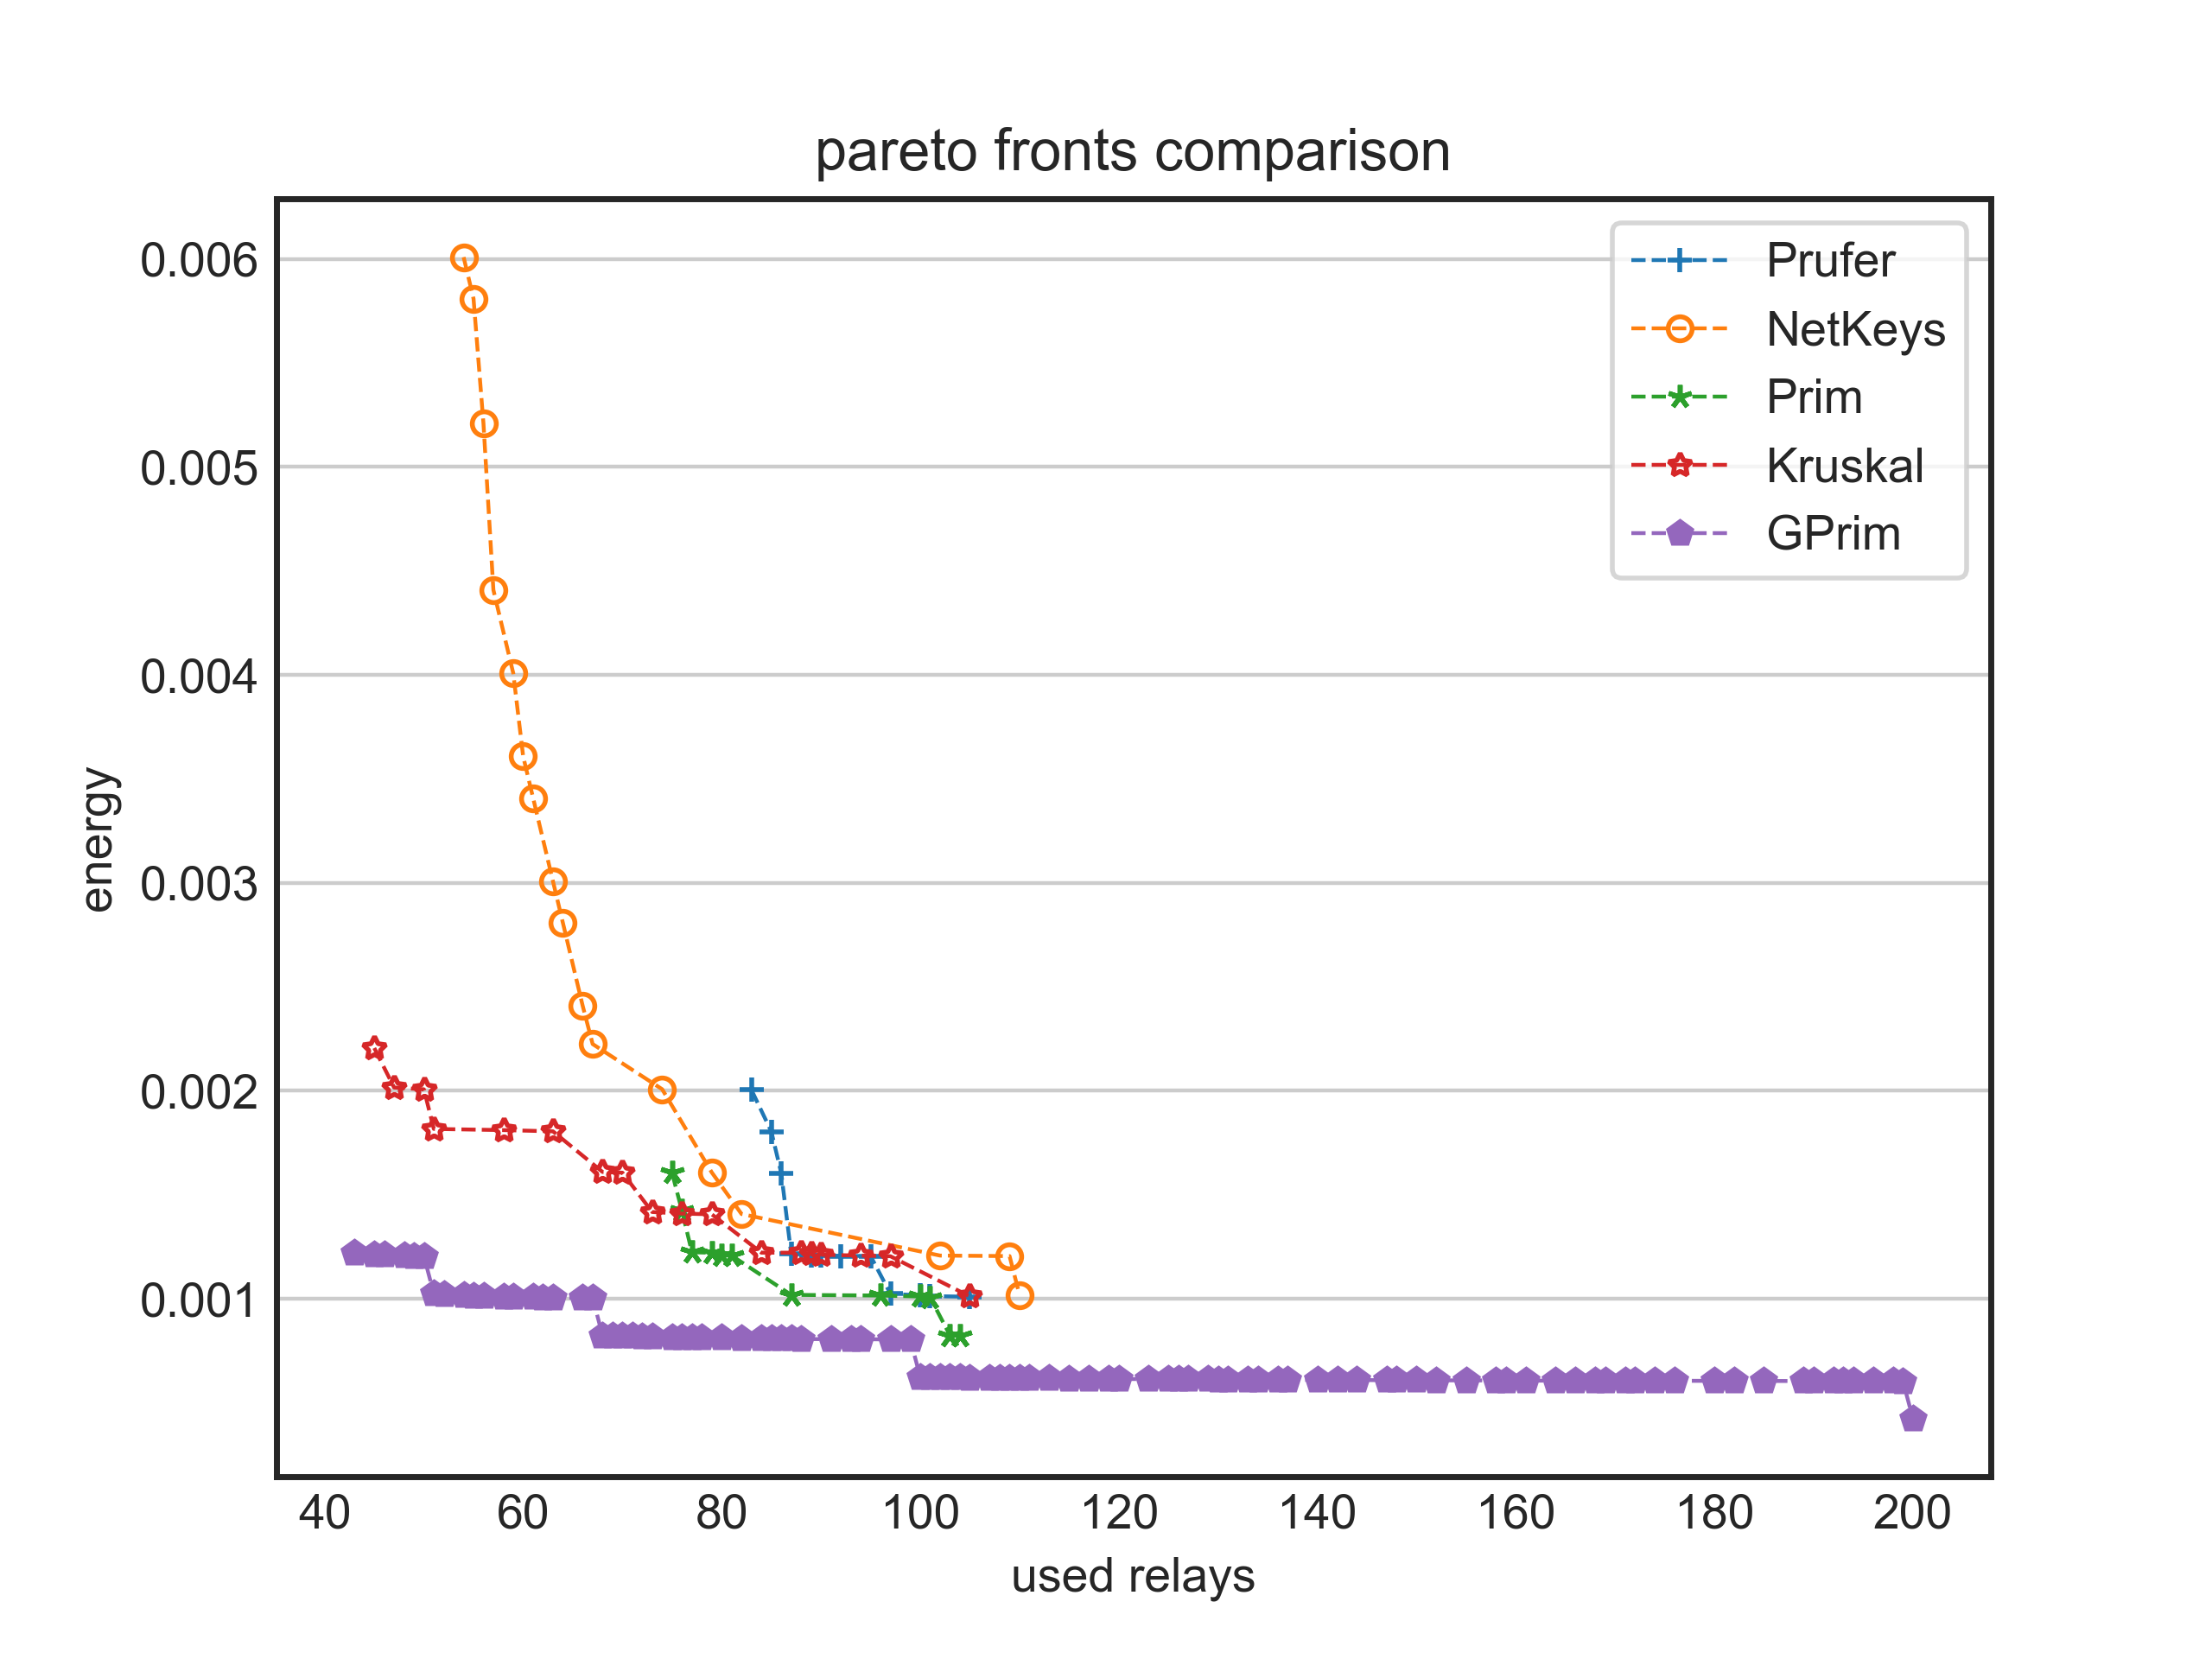 pareto fronts comparison
0.006
0.005
0.004
0.003
0.002
0.001
energy
40 60 80 100 120 140 160 180 200
used relays
Prufer
NetKeys
Prim
Kruskal
GPrim